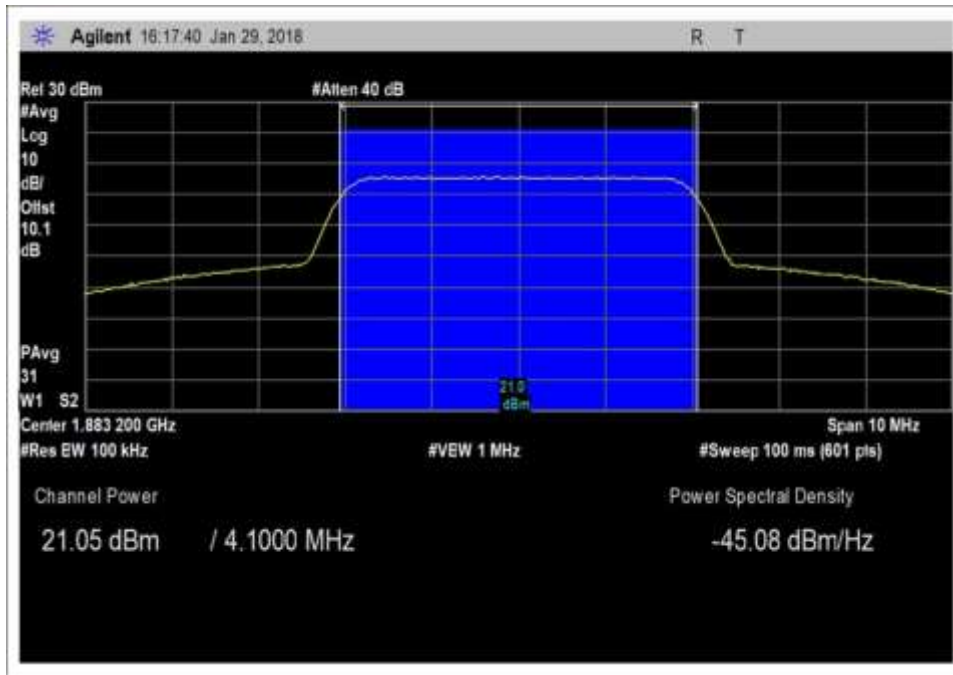 Agilent 16:17:40 Jan 29, 2018 R T
Ref 30 dBm #Atten 40 dB
#Avg
Log
10
dB/
Offst
10.1
dB
PAvg
31
W1 S2
21.0
dBm
Center 1.883 200 GHz Span 10 MHz
#Res BW 100 kHz #VBW 1 MHz #Sweep 100 ms (601 pts)
Channel Power Power Spectral Density
21.05 dBm / 4.1000 MHz -45.08 dBm/Hz